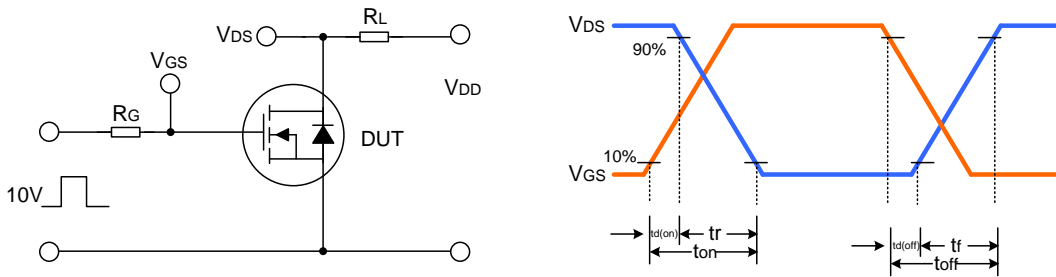 VDS
RL
VGS
VDD
RG
DUT
10V
VDS
90%
10%
VGS
td(on)
tr
ton
td(off)
tf
toff